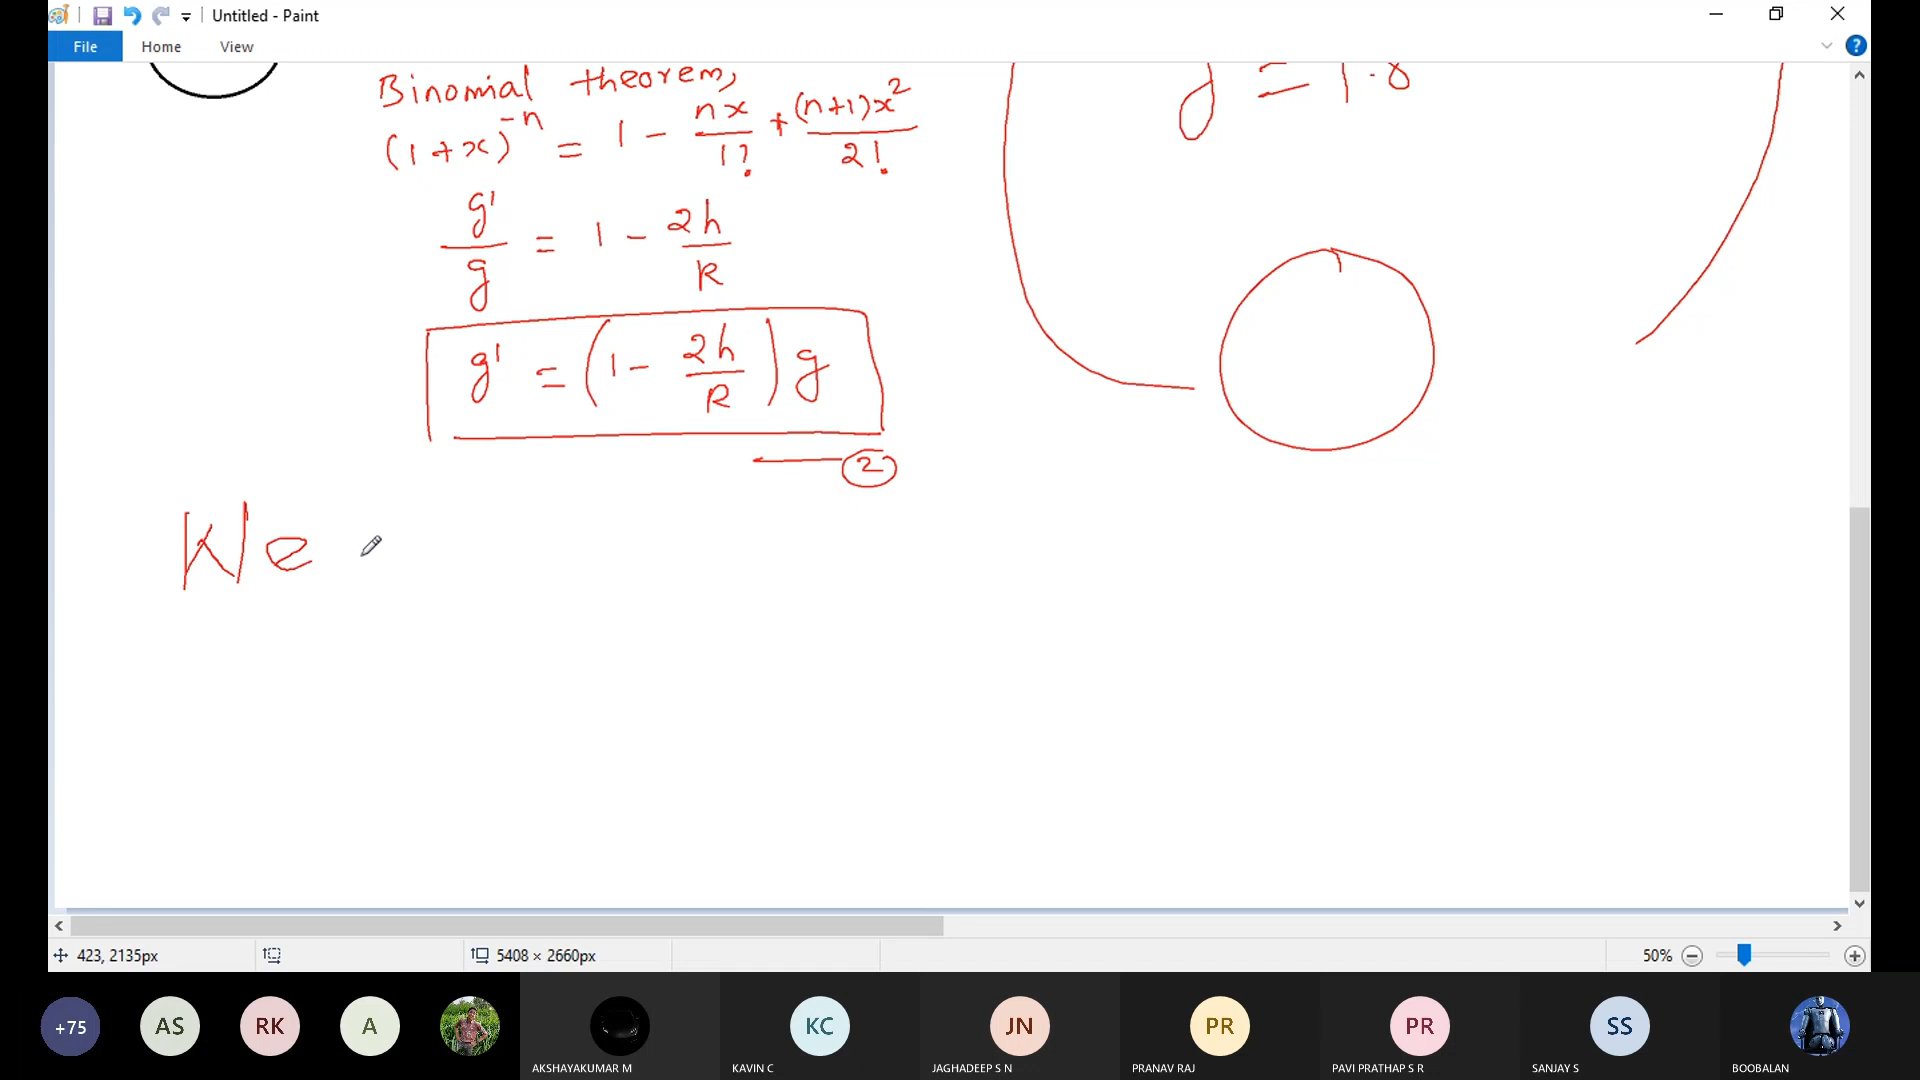 Untitled - Paint
File Home View
Binomial theorem,
(1+x)^-n = 1 - nx/1! + (n+1)x^2/2!
g'/g = 1 - 2h/R
g' = (1 - 2h/R) g
2
We
g = 1.8
423, 2135px
5408 × 2660px
50%
+75 AS RK A KC JN PR PR SS
AKSHAYAKUMAR M KAVIN C JAGHADEEP S N PRANAV RAJ PAVI PRATHAP S R SANJAY S BOOBALAN